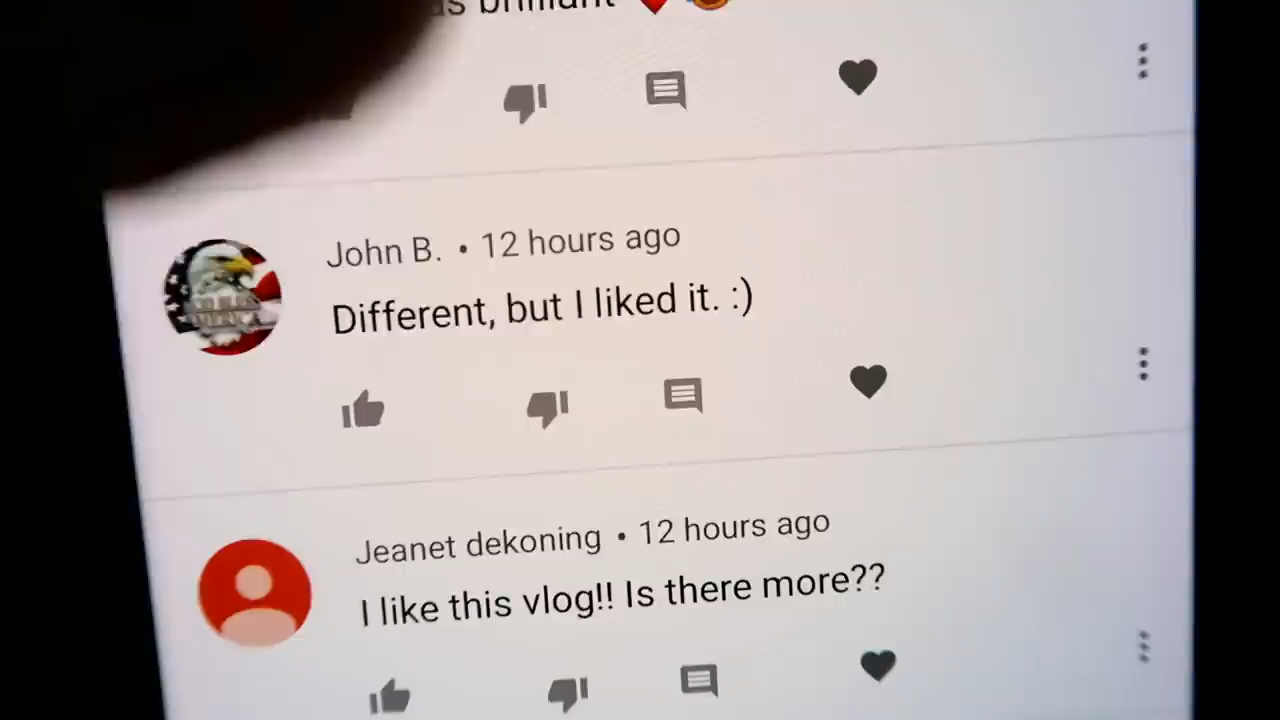 brilliant
John B. • 12 hours ago
Different, but I liked it. :)
Jeanet dekoning • 12 hours ago
I like this vlog!! Is there more??